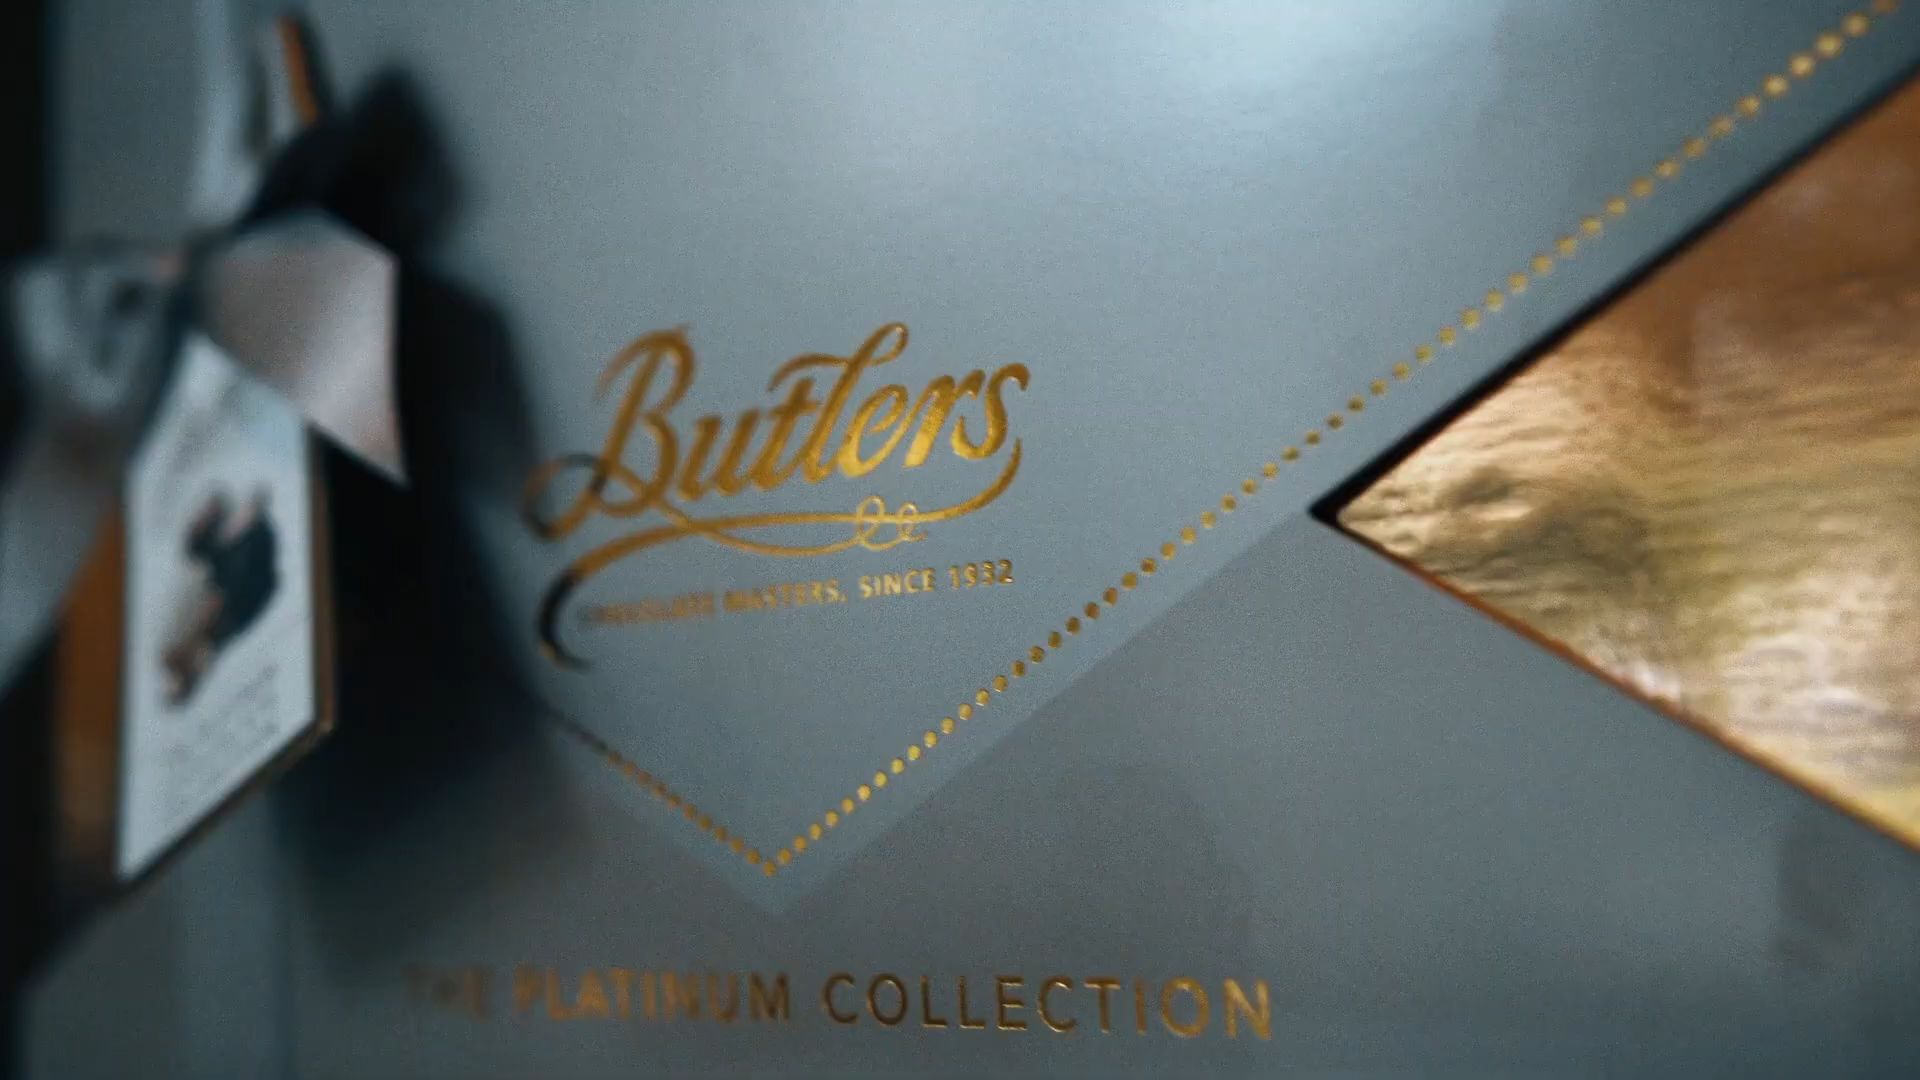 Butlers
CHOCOLATE MASTERS, SINCE 1932
THE PLATINUM COLLECTION